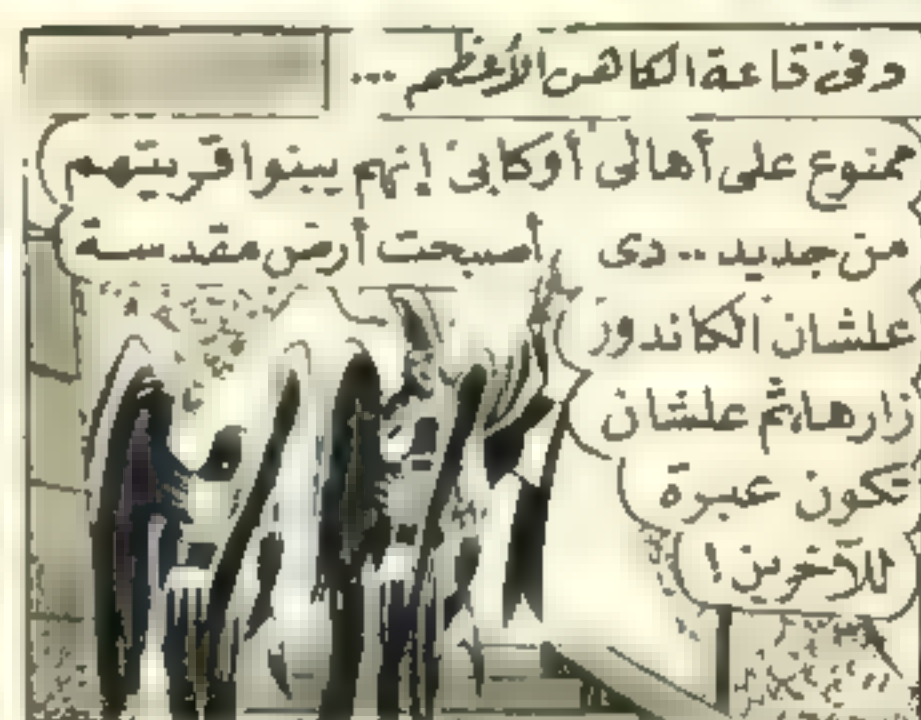 وفى قاعة الكاهن الأعظم ...
ممنوع على أهالى أوكابى إنهم يبنوا قريتهم
من جديد .. دى أصبحت أرض مقدسة
علشان الكاندور
زارها، ثم علشان
تكون عبرة
للآخرين !